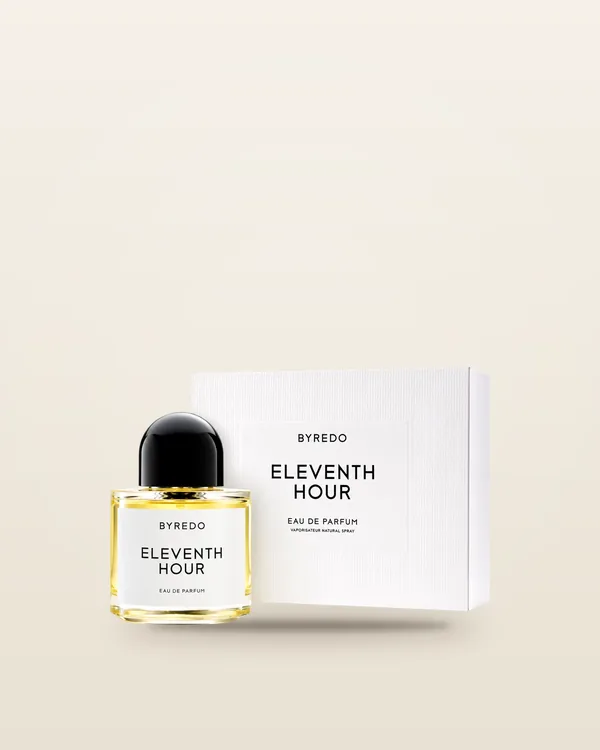 BYREDO
ELEVENTH
HOUR
EAU DE PARFUM
VAPORISATEUR NATURAL SPRAY
BYREDO
ELEVENTH
HOUR
EAU DE PARFUM